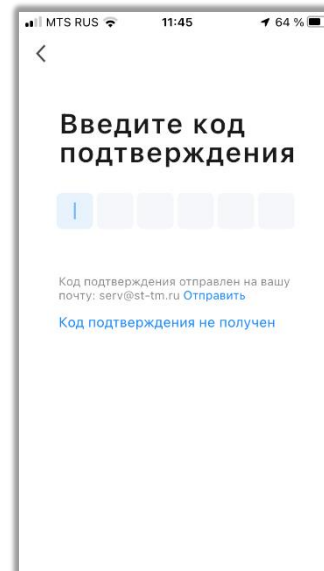 MTS RUS 11:45 64 %
Введите код
подтверждения
Код подтверждения отправлен на вашу
почту: serv@st-tm.ru Отправить
Код подтверждения не получен